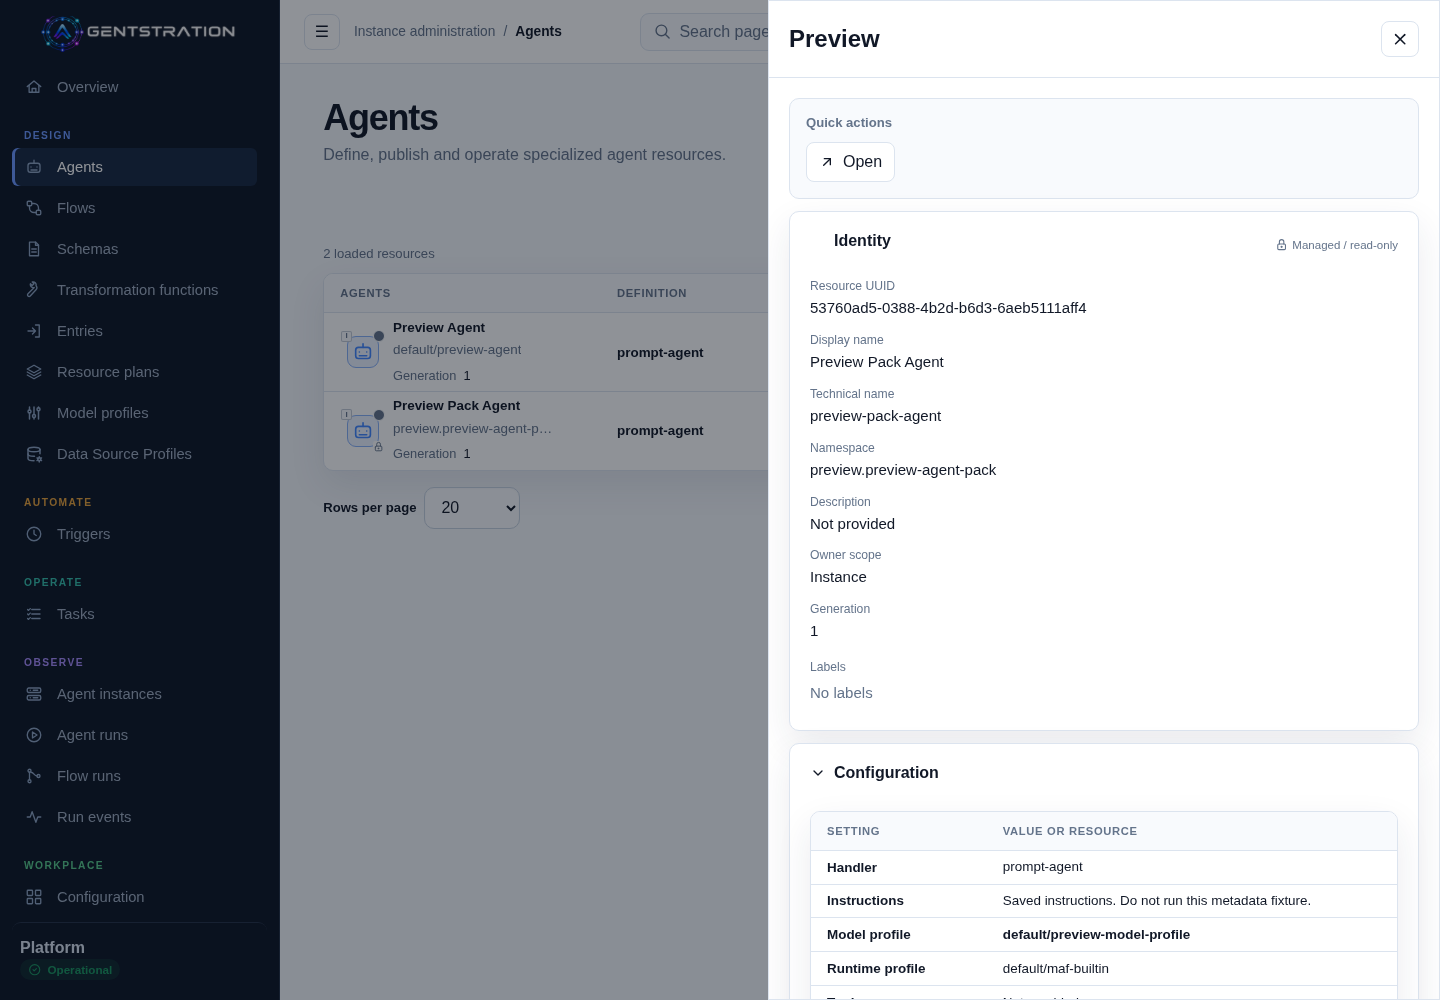 GENTSTRATION
Overview
DESIGN
Agents
Flows
Schemas
Transformation functions
Entries
Resource plans
Model profiles
Data Source Profiles
AUTOMATE
Triggers
OPERATE
Tasks
OBSERVE
Agent instances
Agent runs
Flow runs
Run events
WORKPLACE
Configuration
Platform
Operational
Instance administration / Agents
Search page
Agents
Define, publish and operate specialized agent resources.
2 loaded resources
AGENTS DEFINITION
I
Preview Agent
default/preview-agent
Generation 1
prompt-agent
I
Preview Pack Agent
preview.preview-agent-p…
Generation 1
prompt-agent
Rows per page 20
Preview
Quick actions
Open
Identity
Managed / read-only
Resource UUID
53760ad5-0388-4b2d-b6d3-6aeb5111aff4
Display name
Preview Pack Agent
Technical name
preview-pack-agent
Namespace
preview.preview-agent-pack
Description
Not provided
Owner scope
Instance
Generation
1
Labels
No labels
Configuration
SETTING VALUE OR RESOURCE
Handler prompt-agent
Instructions Saved instructions. Do not run this metadata fixture.
Model profile default/preview-model-profile
Runtime profile default/maf-builtin